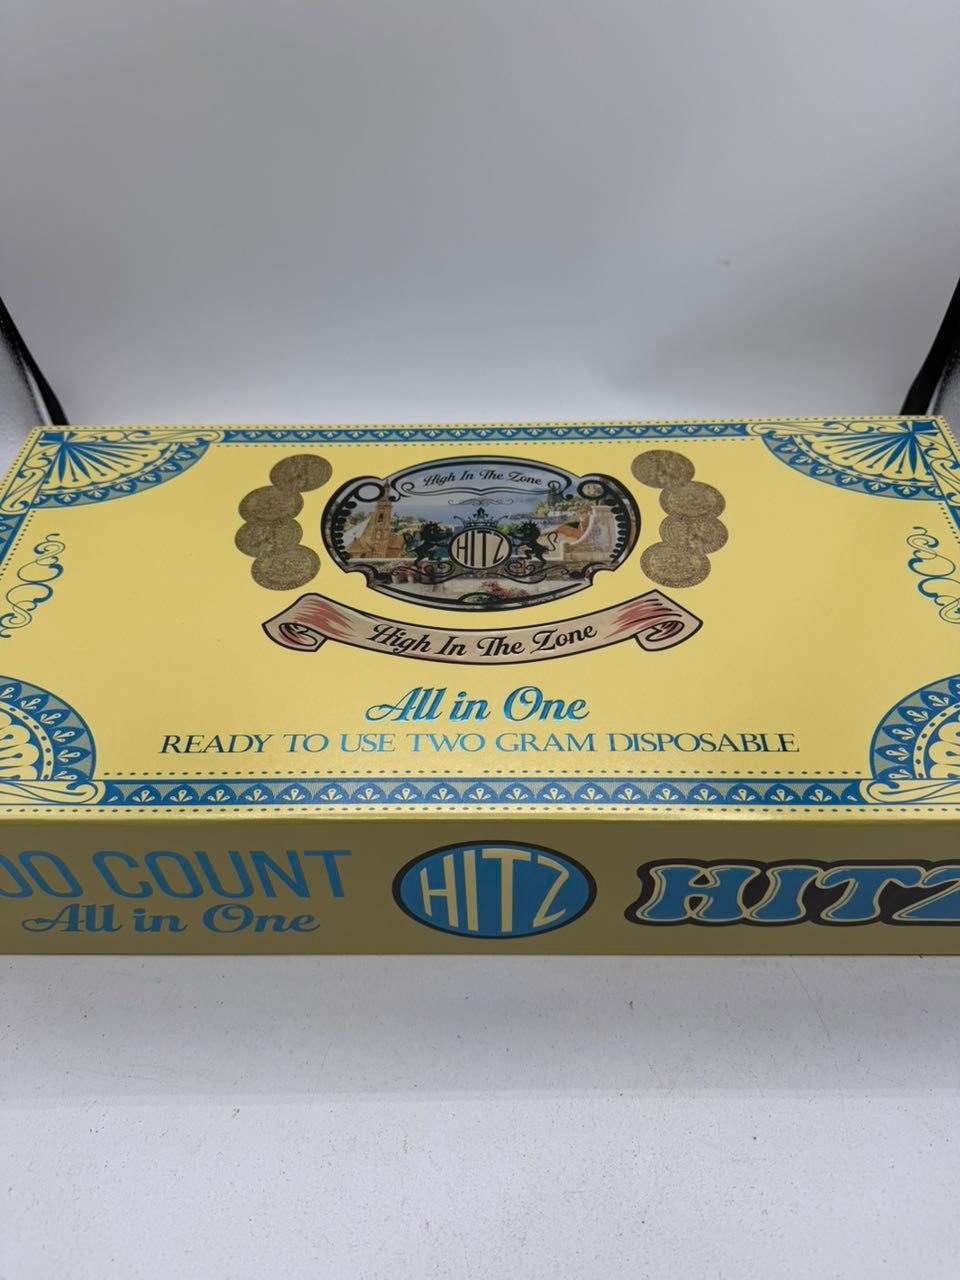 High In The Zone
HITZ
High In The Zone
All in One
READY TO USE TWO GRAM DISPOSABLE
COUNT
All in One
HITZ
HITZ